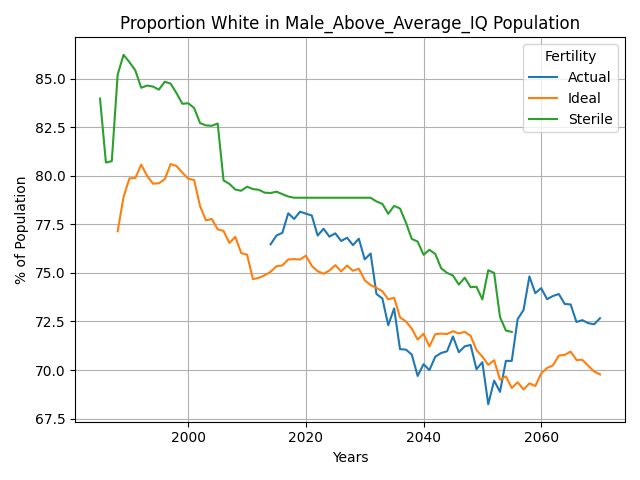 Proportion White in Male_Above_Average_IQ Population
Fertility
Actual
Ideal
Sterile
% of Population
85.0
82.5
80.0
77.5
75.0
72.5
70.0
67.5
2000
2020
2040
2060
Years